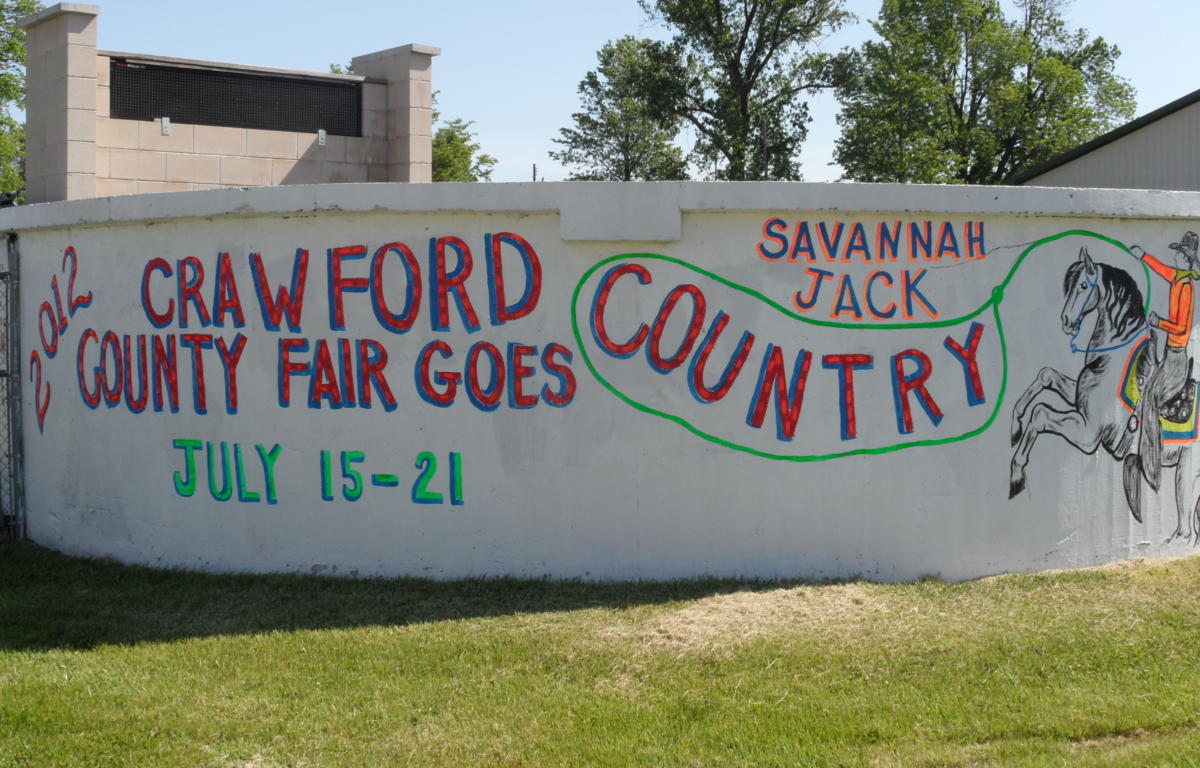 2012
CRAWFORD
COUNTY FAIR GOES
COUNTRY
JULY 15-21
SAVANNAH
JACK